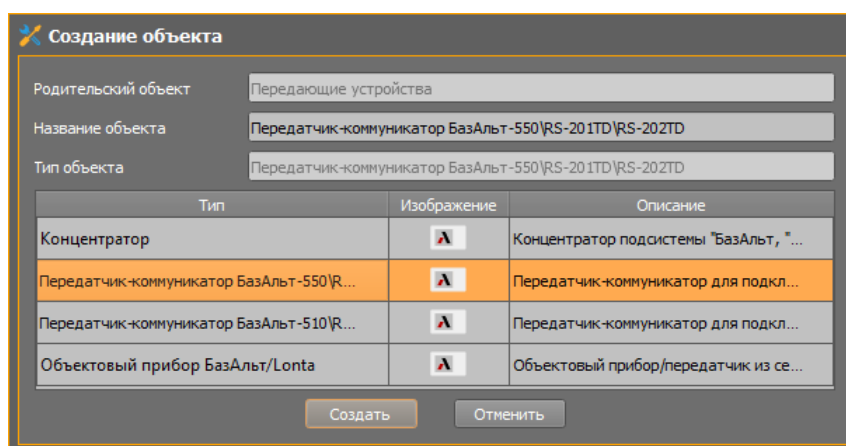 Создание объекта
Родительский объект Передающие устройства
Название объекта Передатчик-коммуникатор БазАльт-550\RS-201TD\RS-202TD
Тип объекта Передатчик-коммуникатор БазАльт-550\RS-201TD\RS-202TD
Тип Изображение Описание
Концентратор Концентратор подсистемы "БазАльт, "...
Передатчик-коммуникатор БазАльт-550\R... Передатчик-коммуникатор для подкл...
Передатчик-коммуникатор БазАльт-510\R... Передатчик-коммуникатор для подкл...
Объектовый прибор БазАльт/Lonta Объектовый прибор/передатчик из се...
Создать Отменить